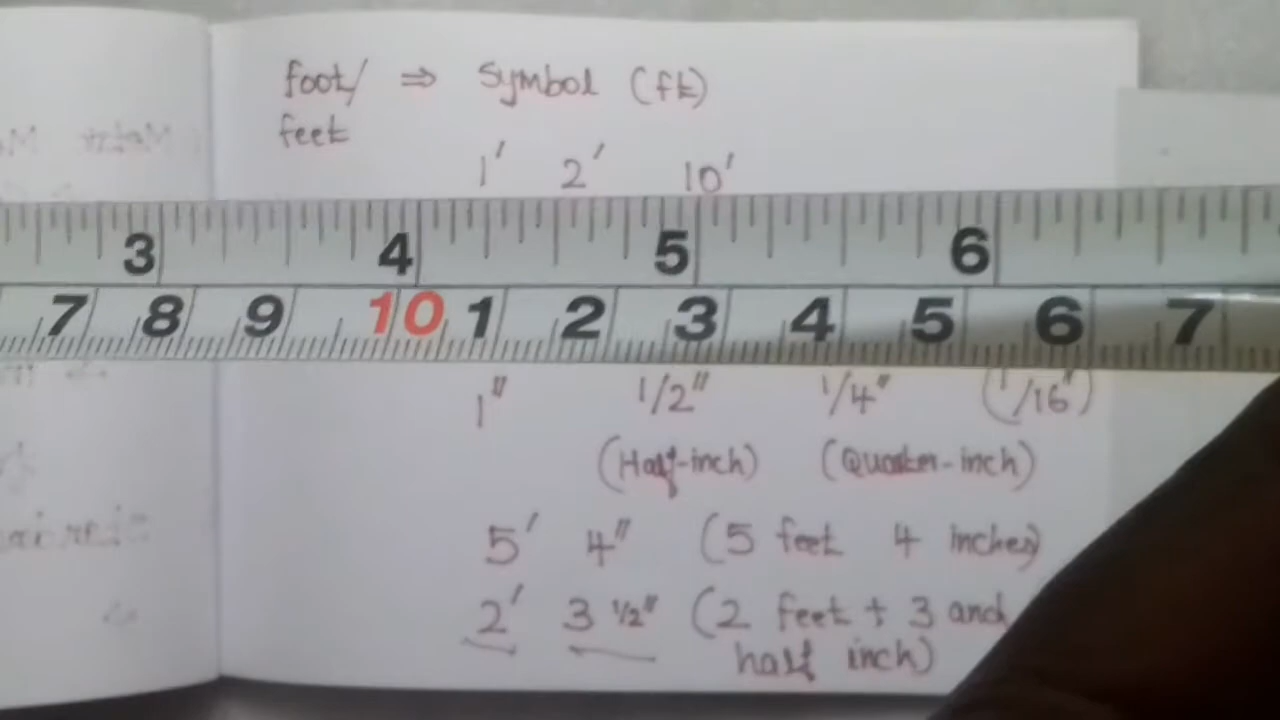 foot/ ⇒ Symbol (ft)
feet
1' 2' 10'
3 4 5 6
7 8 9 10 1 2 3 4 5 6 7
1" 1/2" 1/4" (1/16")
(Half-inch) (Quarter-inch)
5' 4" (5 feet 4 inches)
2' 3 1/2" (2 feet + 3 and
half inch)